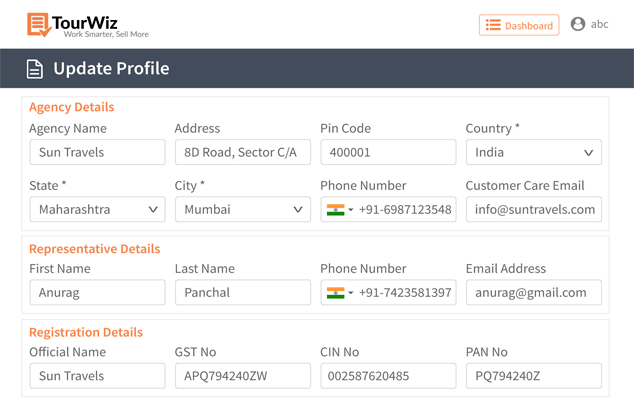 TourWiz
Work Smarter, Sell More
Dashboard
abc
Update Profile
Agency Details
Agency Name Address Pin Code Country *
Sun Travels 8D Road, Sector C/A 400001 India
State * City * Phone Number Customer Care Email
Maharashtra Mumbai +91-6987123548 info@suntravels.com
Representative Details
First Name Last Name Phone Number Email Address
Anurag Panchal +91-7423581397 anurag@gmail.com
Registration Details
Official Name GST No CIN No PAN No
Sun Travels APQ794240ZW 002587620485 PQ794240Z